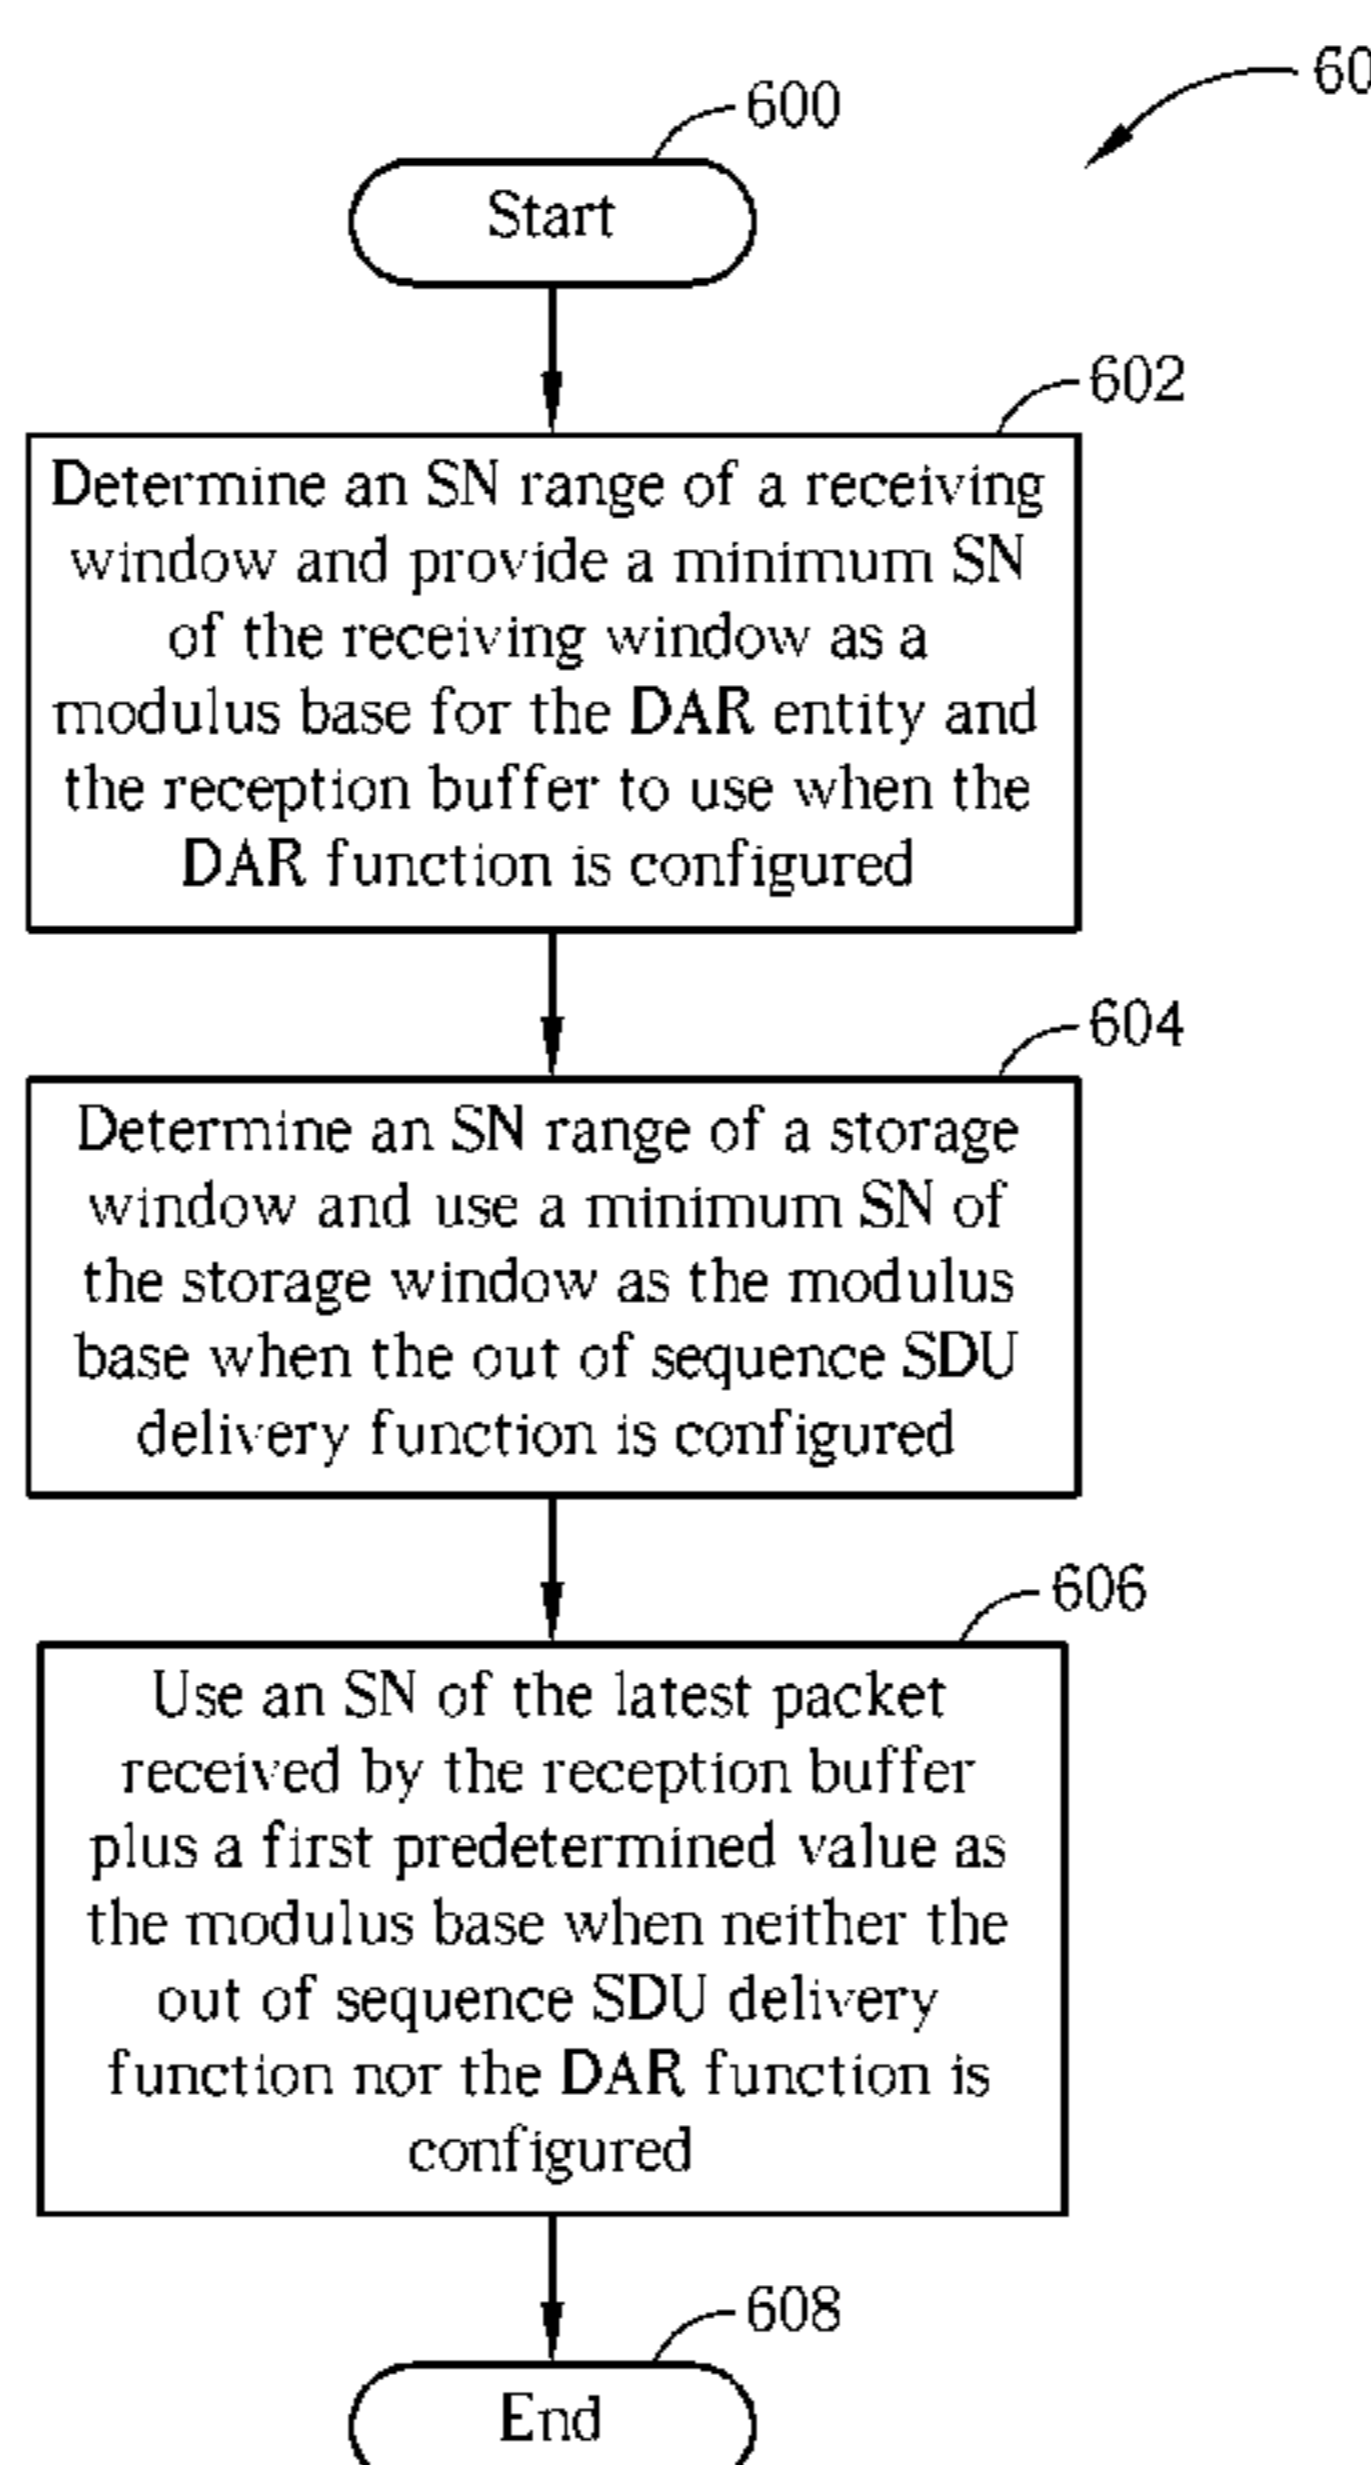 60
600
Start
602
Determine an SN range of a receiving
window and provide a minimum SN
of the receiving window as a
modulus base for the DAR entity and
the reception buffer to use when the
DAR function is configured
604
Determine an SN range of a storage
window and use a minimum SN of
the storage window as the modulus
base when the out of sequence SDU
delivery function is configured
606
Use an SN of the latest packet
received by the reception buffer
plus a first predetermined value as
the modulus base when neither the
out of sequence SDU delivery
function nor the DAR function is
configured
608
End